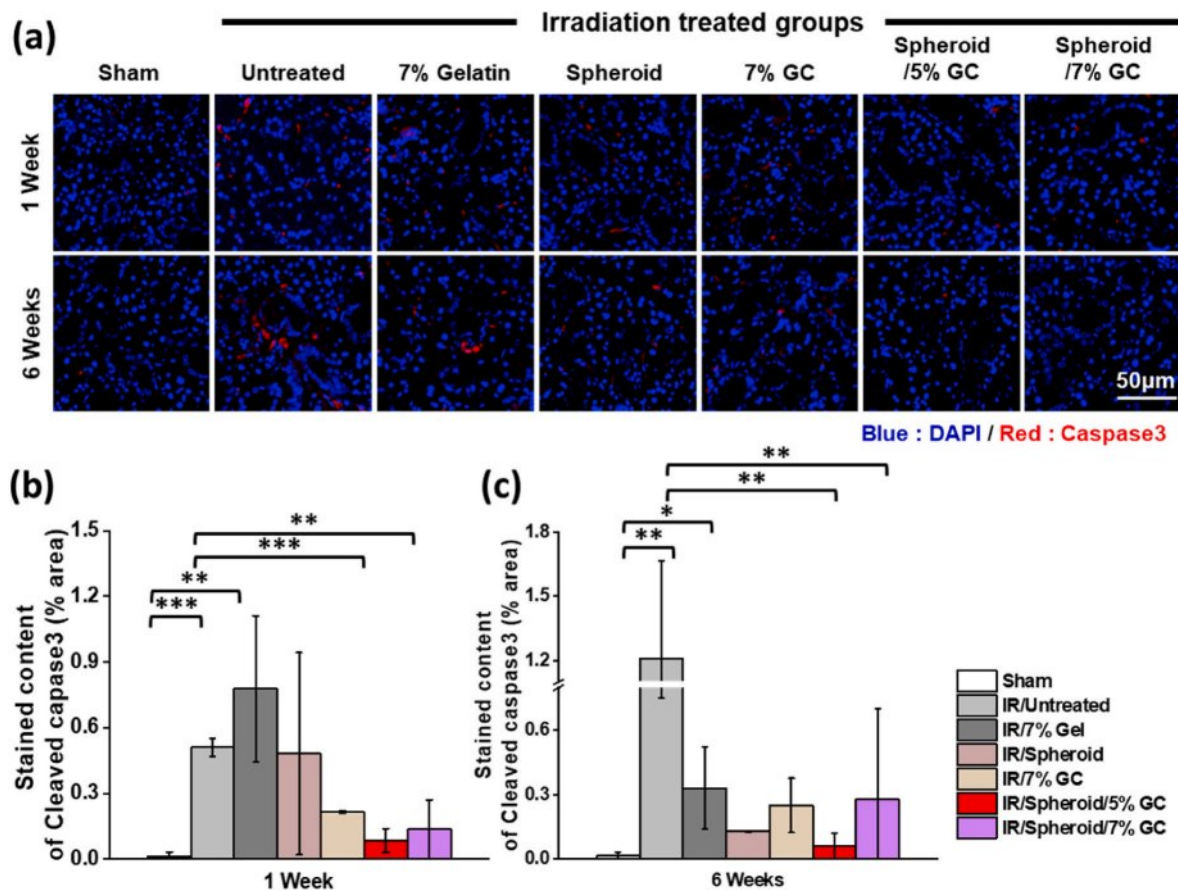 (a)
Irradiation treated groups
Sham
Untreated
7% Gelatin
Spheroid
7% GC
Spheroid
/5% GC
Spheroid
/7% GC
1 Week
6 Weeks
50µm
Blue : DAPI / Red : Caspase3
(b)
Stained content
of Cleaved capase3 (% area)
1.5
1.2
0.9
0.6
0.3
0.0
***
**
***
**
1 Week
(c)
Stained content
of Cleaved caspase3 (% area)
1.8
1.5
1.2
0.6
0.3
0.0
**
*
**
**
6 Weeks
Sham
IR/Untreated
IR/7% Gel
IR/Spheroid
IR/7% GC
IR/Spheroid/5% GC
IR/Spheroid/7% GC